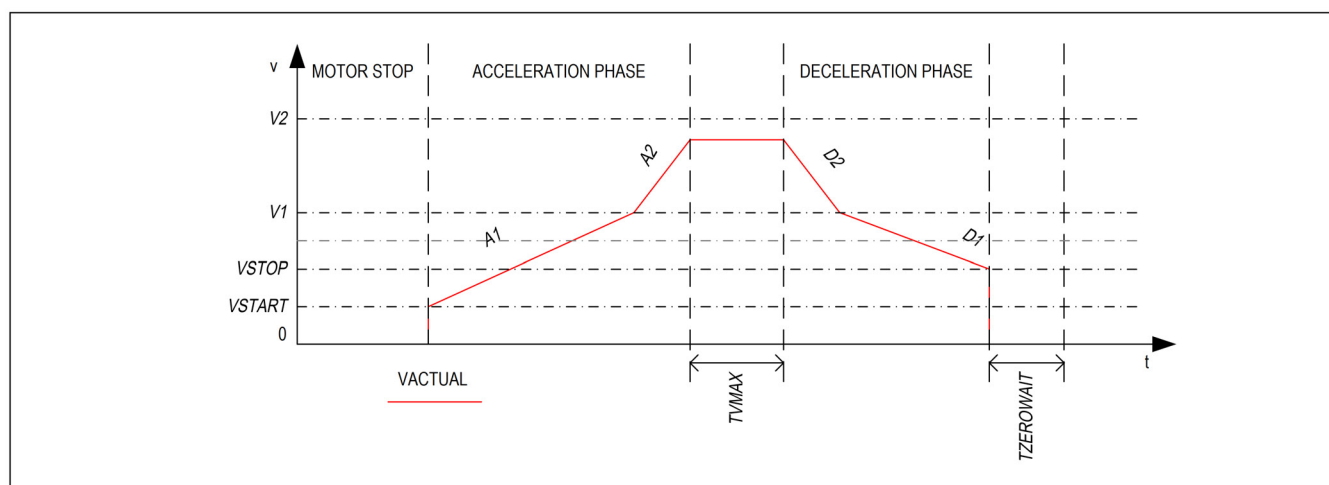 v
MOTOR STOP
ACCELERATION PHASE
DECELERATION PHASE
V2
A2
D2
V1
A1
D1
VSTOP
VSTART
0
t
VACTUAL
TVMAX
TZEROWAIT